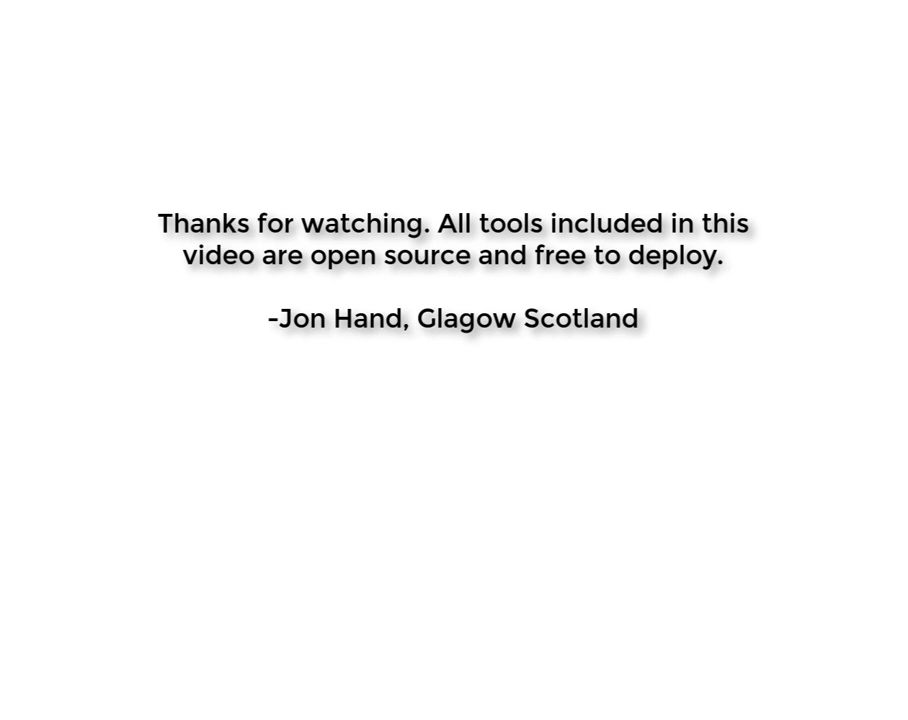 Thanks for watching. All tools included in this
video are open source and free to deploy.
-Jon Hand, Glagow Scotland